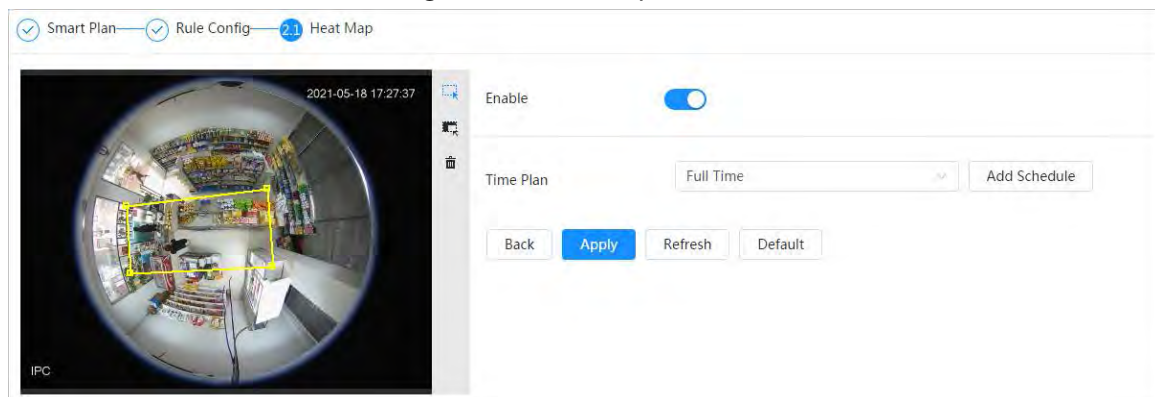 Smart Plan Rule Config 2.1 Heat Map
2021-05-18 17:27:37
IPC
Enable
Time Plan Full Time Add Schedule
Back Apply Refresh Default